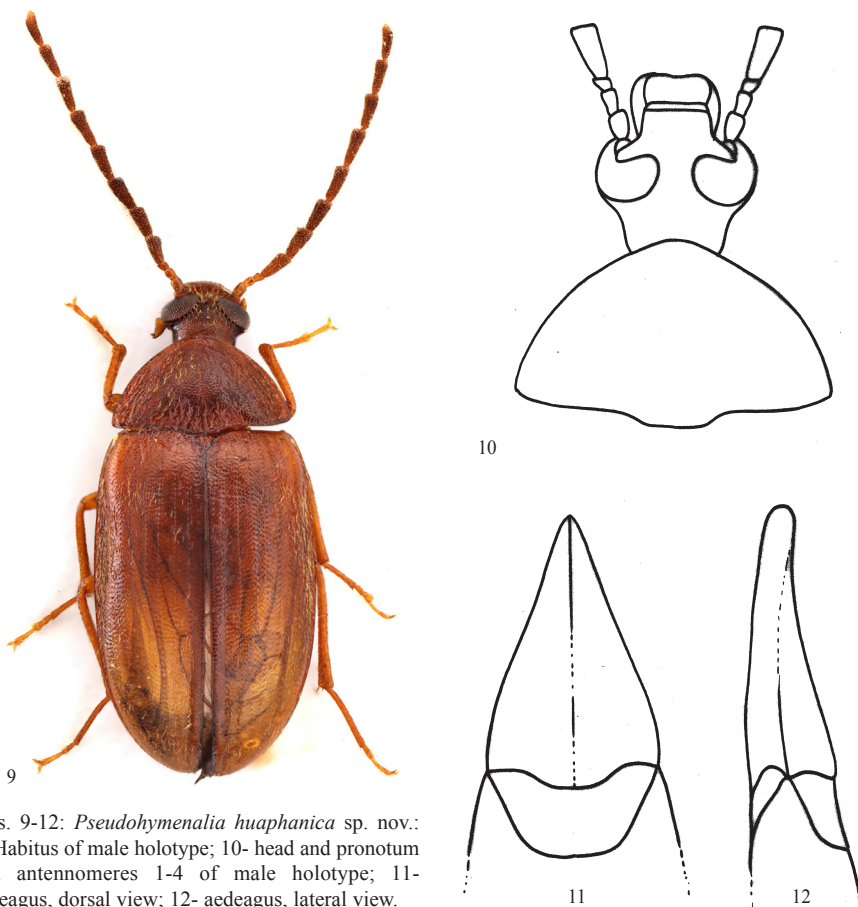 10
9
s. 9-12: Pseudohymenalia huaphanica sp. nov.:
Habitus of male holotype; 10- head and pronotum
antennomeres 1-4 of male holotype; 11-
deagus, dorsal view; 12- aedeagus, lateral view.
11
12